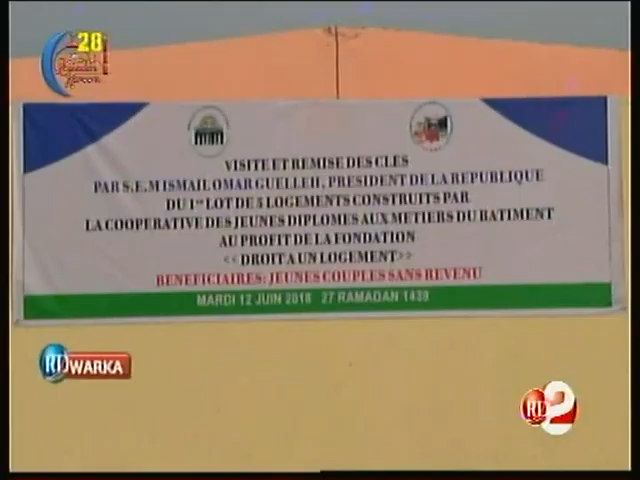 28
VISITE ET REMISE DES CLES
PAR S.E.M ISMAIL OMAR GUELLEH, PRESIDENT DE LA REPUBLIQUE
DU 1er LOT DE 5 LOGEMENTS CONSTRUITS PAR
LA COOPERATIVE DES JEUNES DIPLOMES AUX METIERS DU BATIMENT
AU PROFIT DE LA FONDATION
<<DROIT A UN LOGEMENT>>
BENEFICIAIRES: JEUNES COUPLES SANS REVENU
MARDI 12 JUIN 2018 27 RAMADAN 1439
RTD WARKA
RTD 2